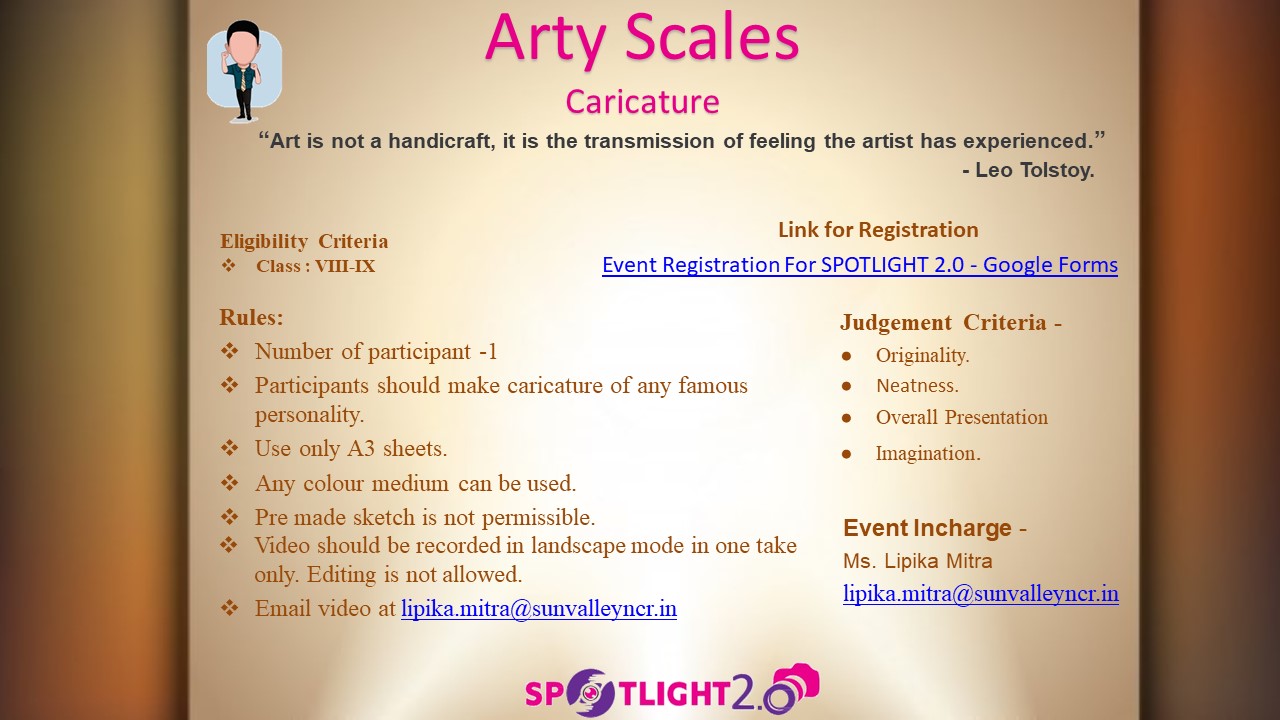 Arty Scales
Caricature
“Art is not a handicraft, it is the transmission of feeling the artist has experienced.”
- Leo Tolstoy.
Eligibility Criteria
❖ Class : VIII-IX
Link for Registration
Event Registration For SPOTLIGHT 2.0 - Google Forms
Rules:
❖ Number of participant -1
❖ Participants should make caricature of any famous
personality.
❖ Use only A3 sheets.
❖ Any colour medium can be used.
❖ Pre made sketch is not permissible.
❖ Video should be recorded in landscape mode in one take
only. Editing is not allowed.
❖ Email video at lipika.mitra@sunvalleyncr.in
Judgement Criteria -
● Originality.
● Neatness.
● Overall Presentation
● Imagination.
Event Incharge -
Ms. Lipika Mitra
lipika.mitra@sunvalleyncr.in
SPOTLIGHT 2.0